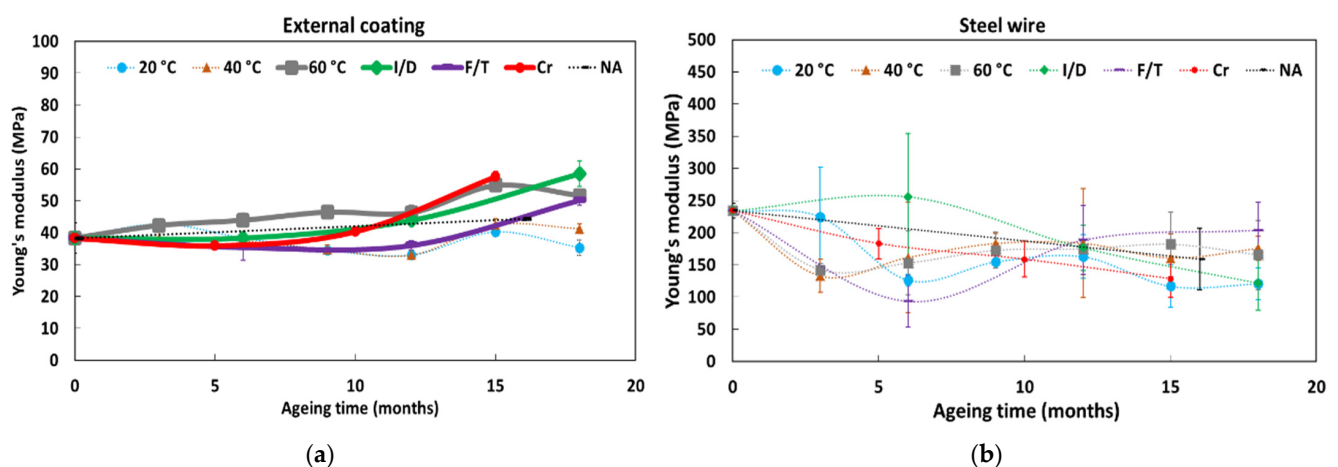 External coating
Young's modulus (MPa)
100
90
80
70
60
50
40
30
20
10
0
20 °C 40 °C 60 °C I/D F/T Cr NA
0 5 10 15 20
Ageing time (months)
(a)
Steel wire
Young's modulus (MPa)
500
450
400
350
300
250
200
150
100
50
0
20 °C 40 °C 60 °C I/D F/T Cr NA
0 5 10 15 20
Ageing time (months)
(b)